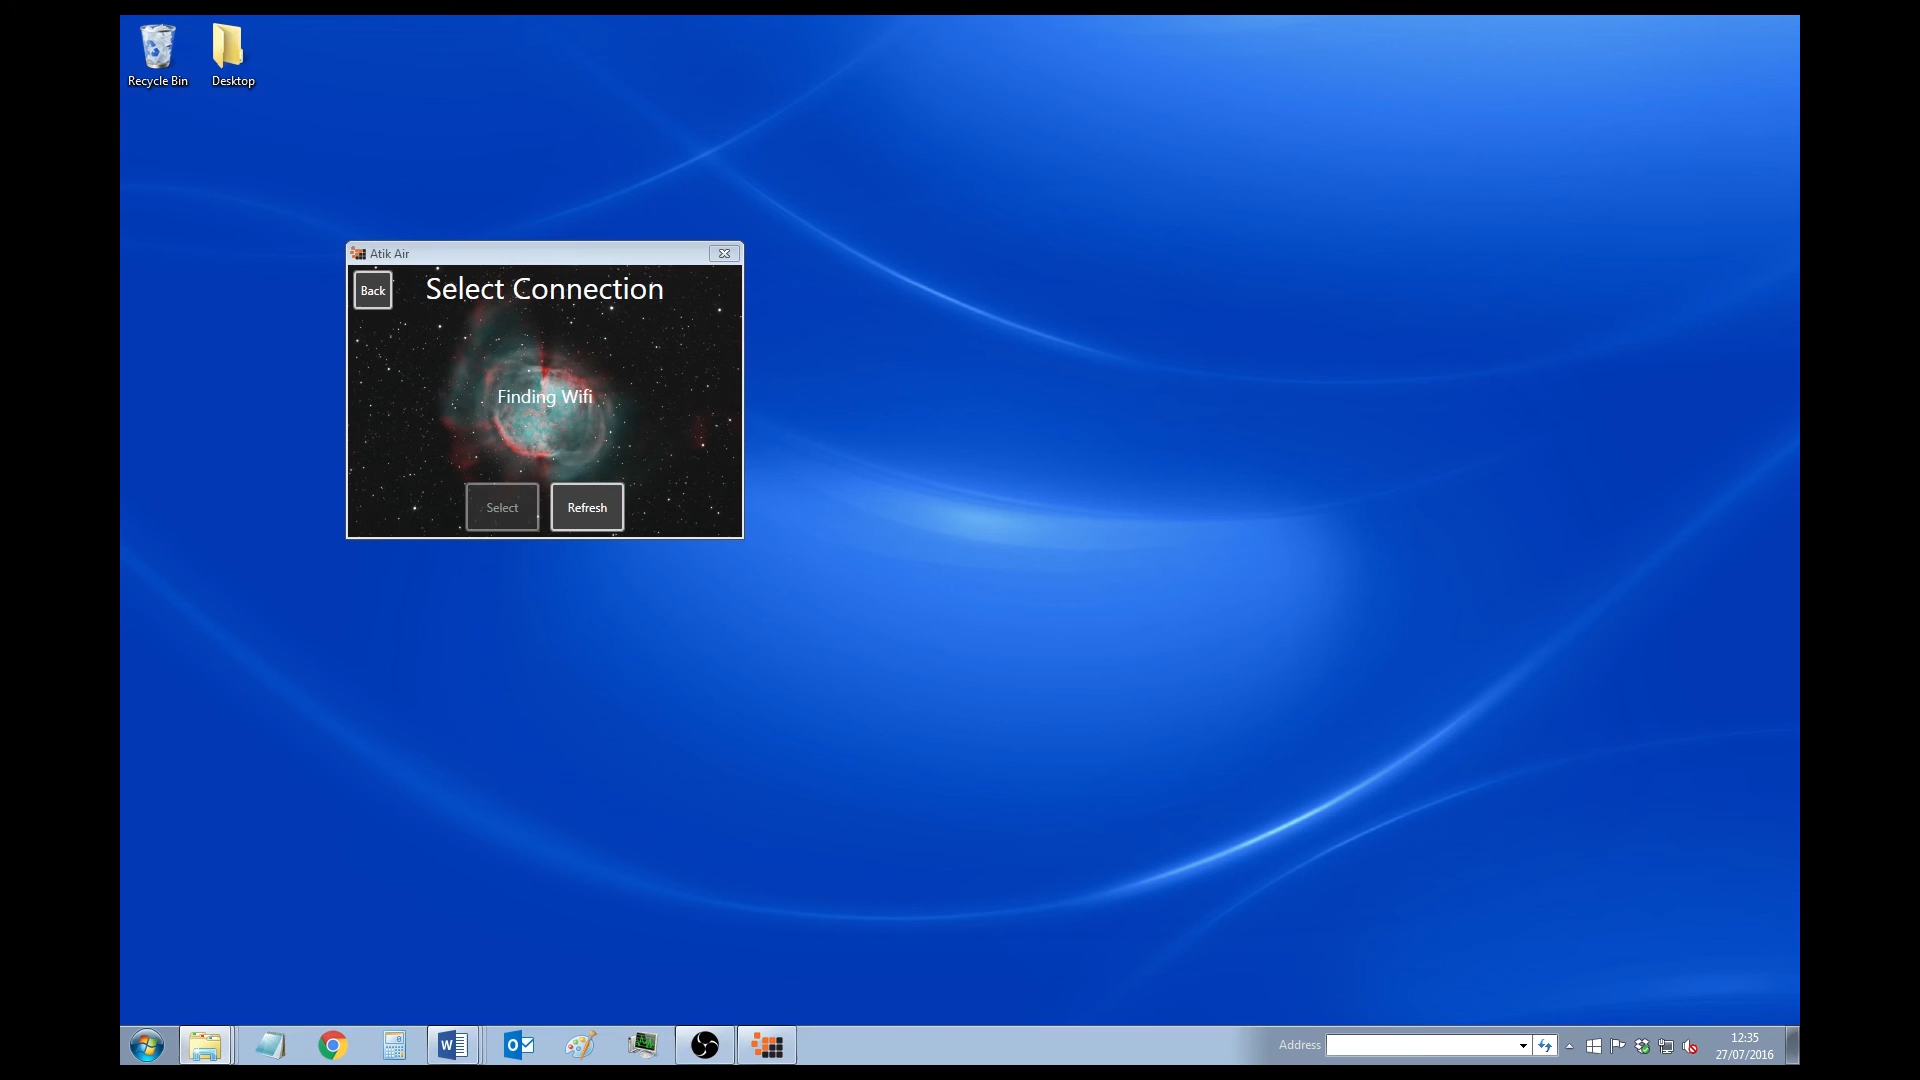 Recycle Bin
Desktop
Atik Air
Back
Select Connection
Finding Wifi
Select
Refresh
Address
12:35
27/07/2016